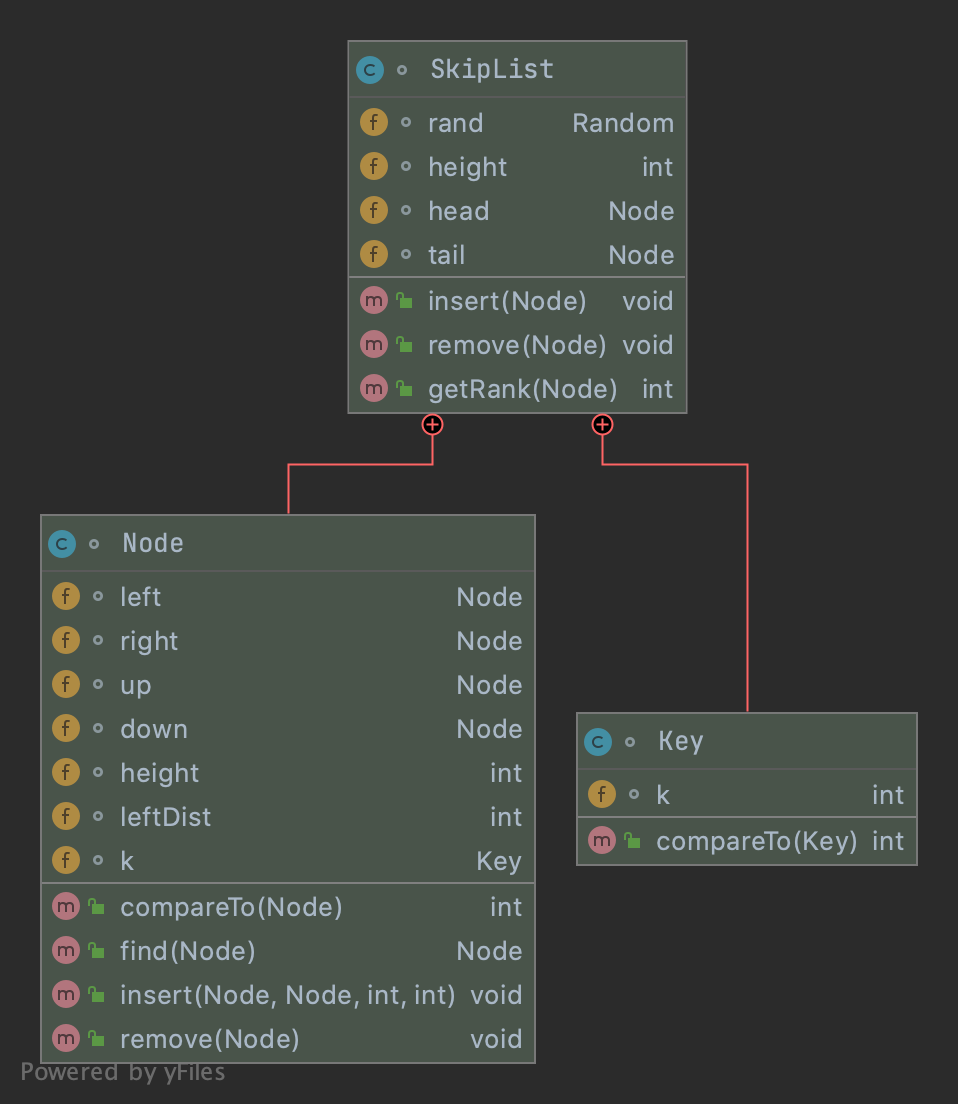 SkipList
rand Random
height int
head Node
tail Node
insert(Node) void
remove(Node) void
getRank(Node) int
Node
left Node
right Node
up Node
down Node
height int
leftDist int
k Key
compareTo(Node) int
find(Node) Node
insert(Node, Node, int, int) void
remove(Node) void
Key
k int
compareTo(Key) int
Powered by yFiles